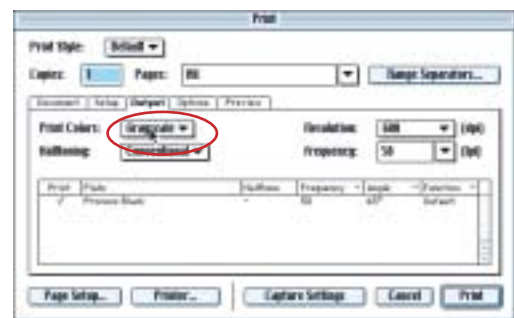 Print
Print Style: Default
Copies: 1 Pages: All Range Separators...
Document Setup Output Options Preview
Print Colors: Grayscale Resolution: 600 (dpi)
Halftoning: Conventional Frequency: 50 (lpi)
Print Plate Halftone Frequency Angle Function
✓ Process Black - 50 45° Default
Page Setup... Printer... Capture Settings Cancel Print